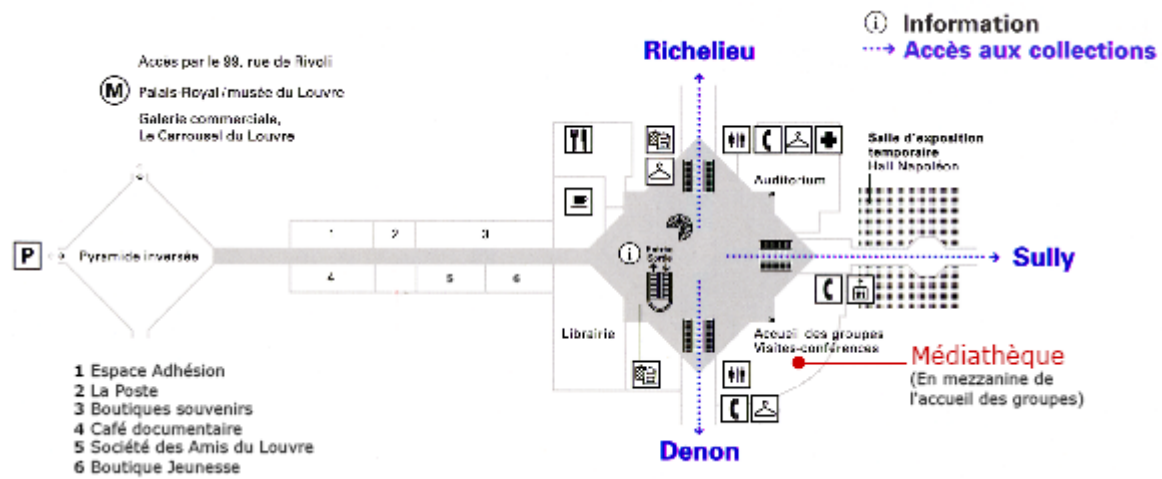 Information
Accès aux collections
Richelieu
Accès par le 99, rue de Rivoli
M Palais-Royal/musée du Louvre
Galerie commerciale,
Le Carrousel du Louvre
Salle d'exposition
temporaire
Hall Napoléon
Auditorium
P
Pyramide inversée
1 2 3
4 5 6
i
Entrée
Sortie
Sully
Librairie
Accueil des groupes
Visites-conférences
Médiathèque
(En mezzanine de
l'accueil des groupes)
Denon
1 Espace Adhésion
2 La Poste
3 Boutiques souvenirs
4 Café documentaire
5 Société des Amis du Louvre
6 Boutique Jeunesse